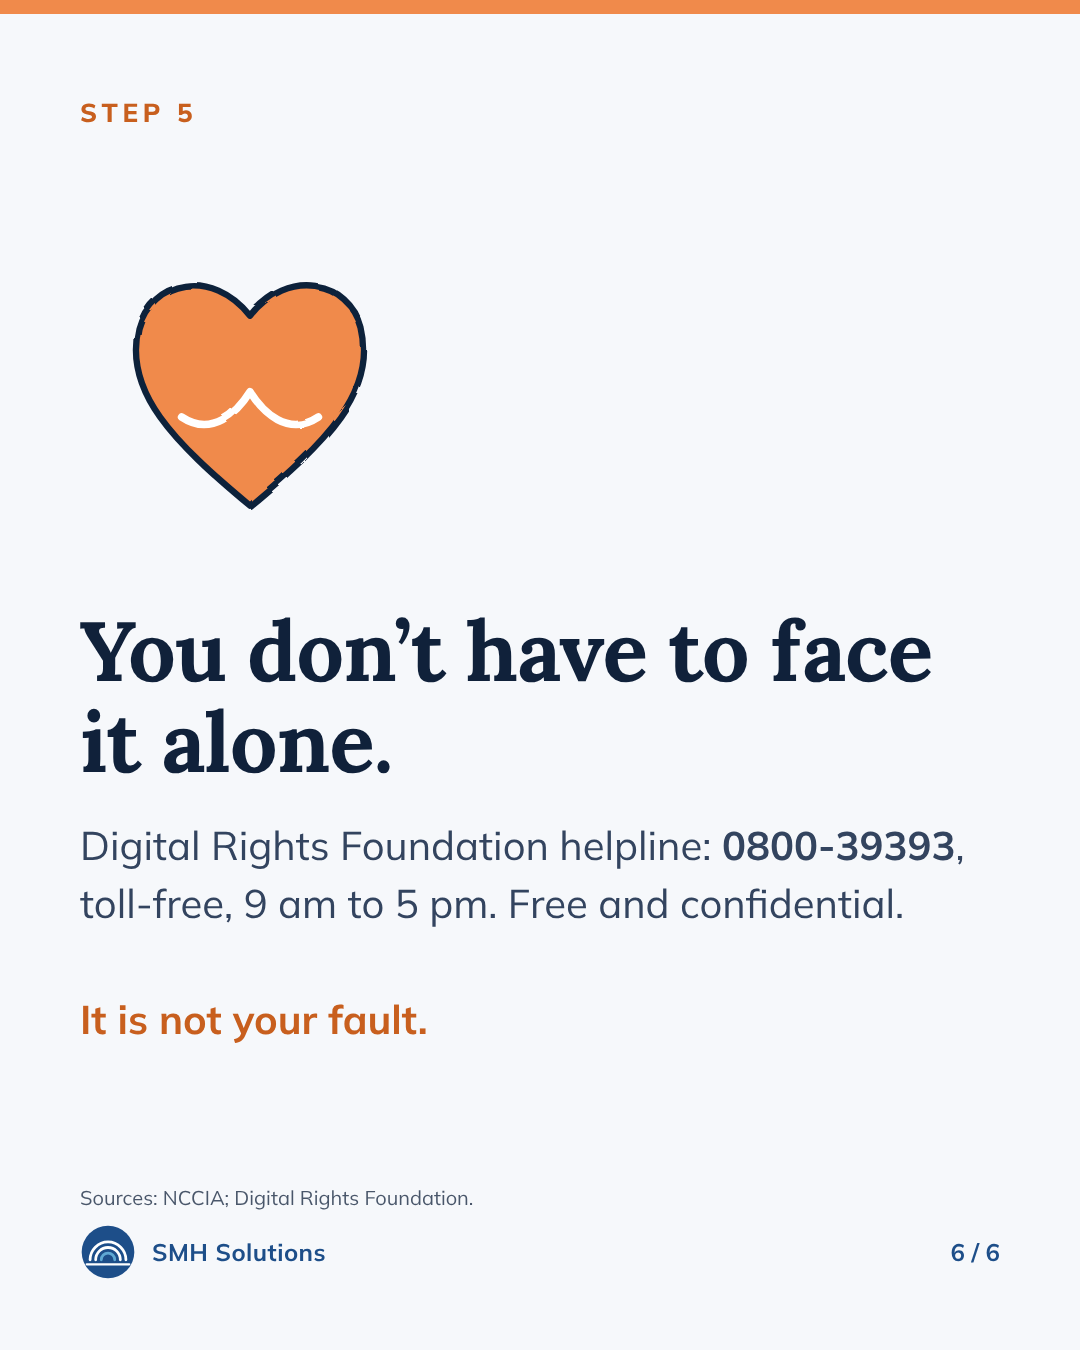 STEP 5
You don’t have to face
it alone.
Digital Rights Foundation helpline: 0800-39393,
toll-free, 9 am to 5 pm. Free and confidential.
It is not your fault.
Sources: NCCIA; Digital Rights Foundation.
SMH Solutions
6 / 6